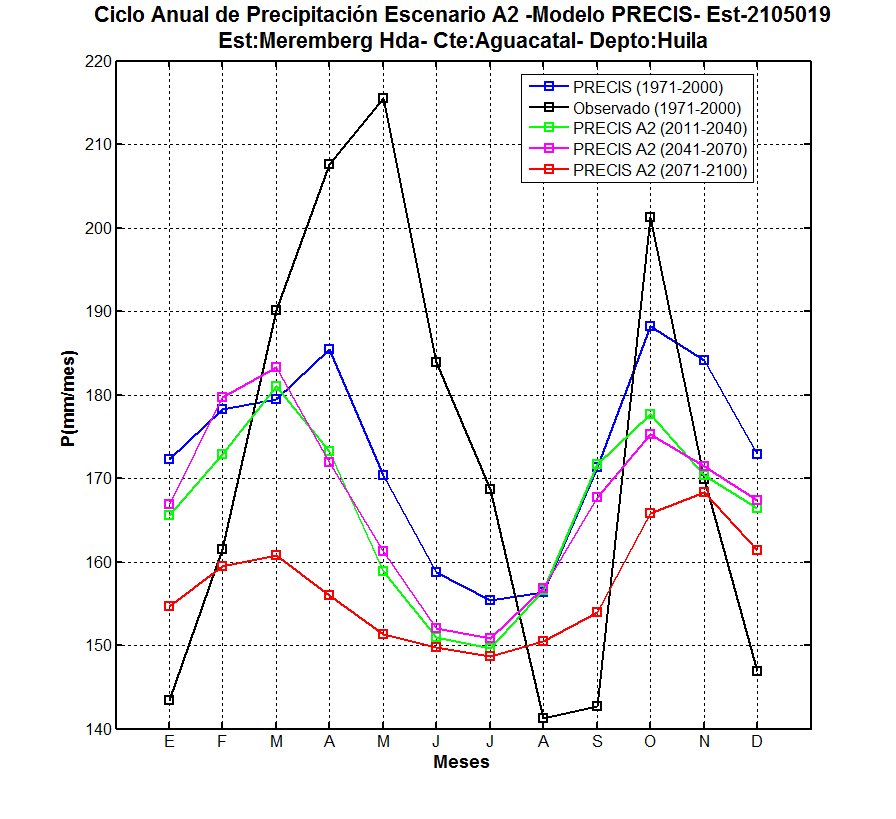 Ciclo Anual de Precipitación Escenario A2 -Modelo PRECIS- Est-2105019
Est:Meremberg Hda- Cte:Aguacatal- Depto:Huila
220
210
200
190
180
170
160
150
140
P(mm/mes)
PRECIS (1971-2000)
Observado (1971-2000)
PRECIS A2 (2011-2040)
PRECIS A2 (2041-2070)
PRECIS A2 (2071-2100)
E F M A M J J A S O N D
Meses